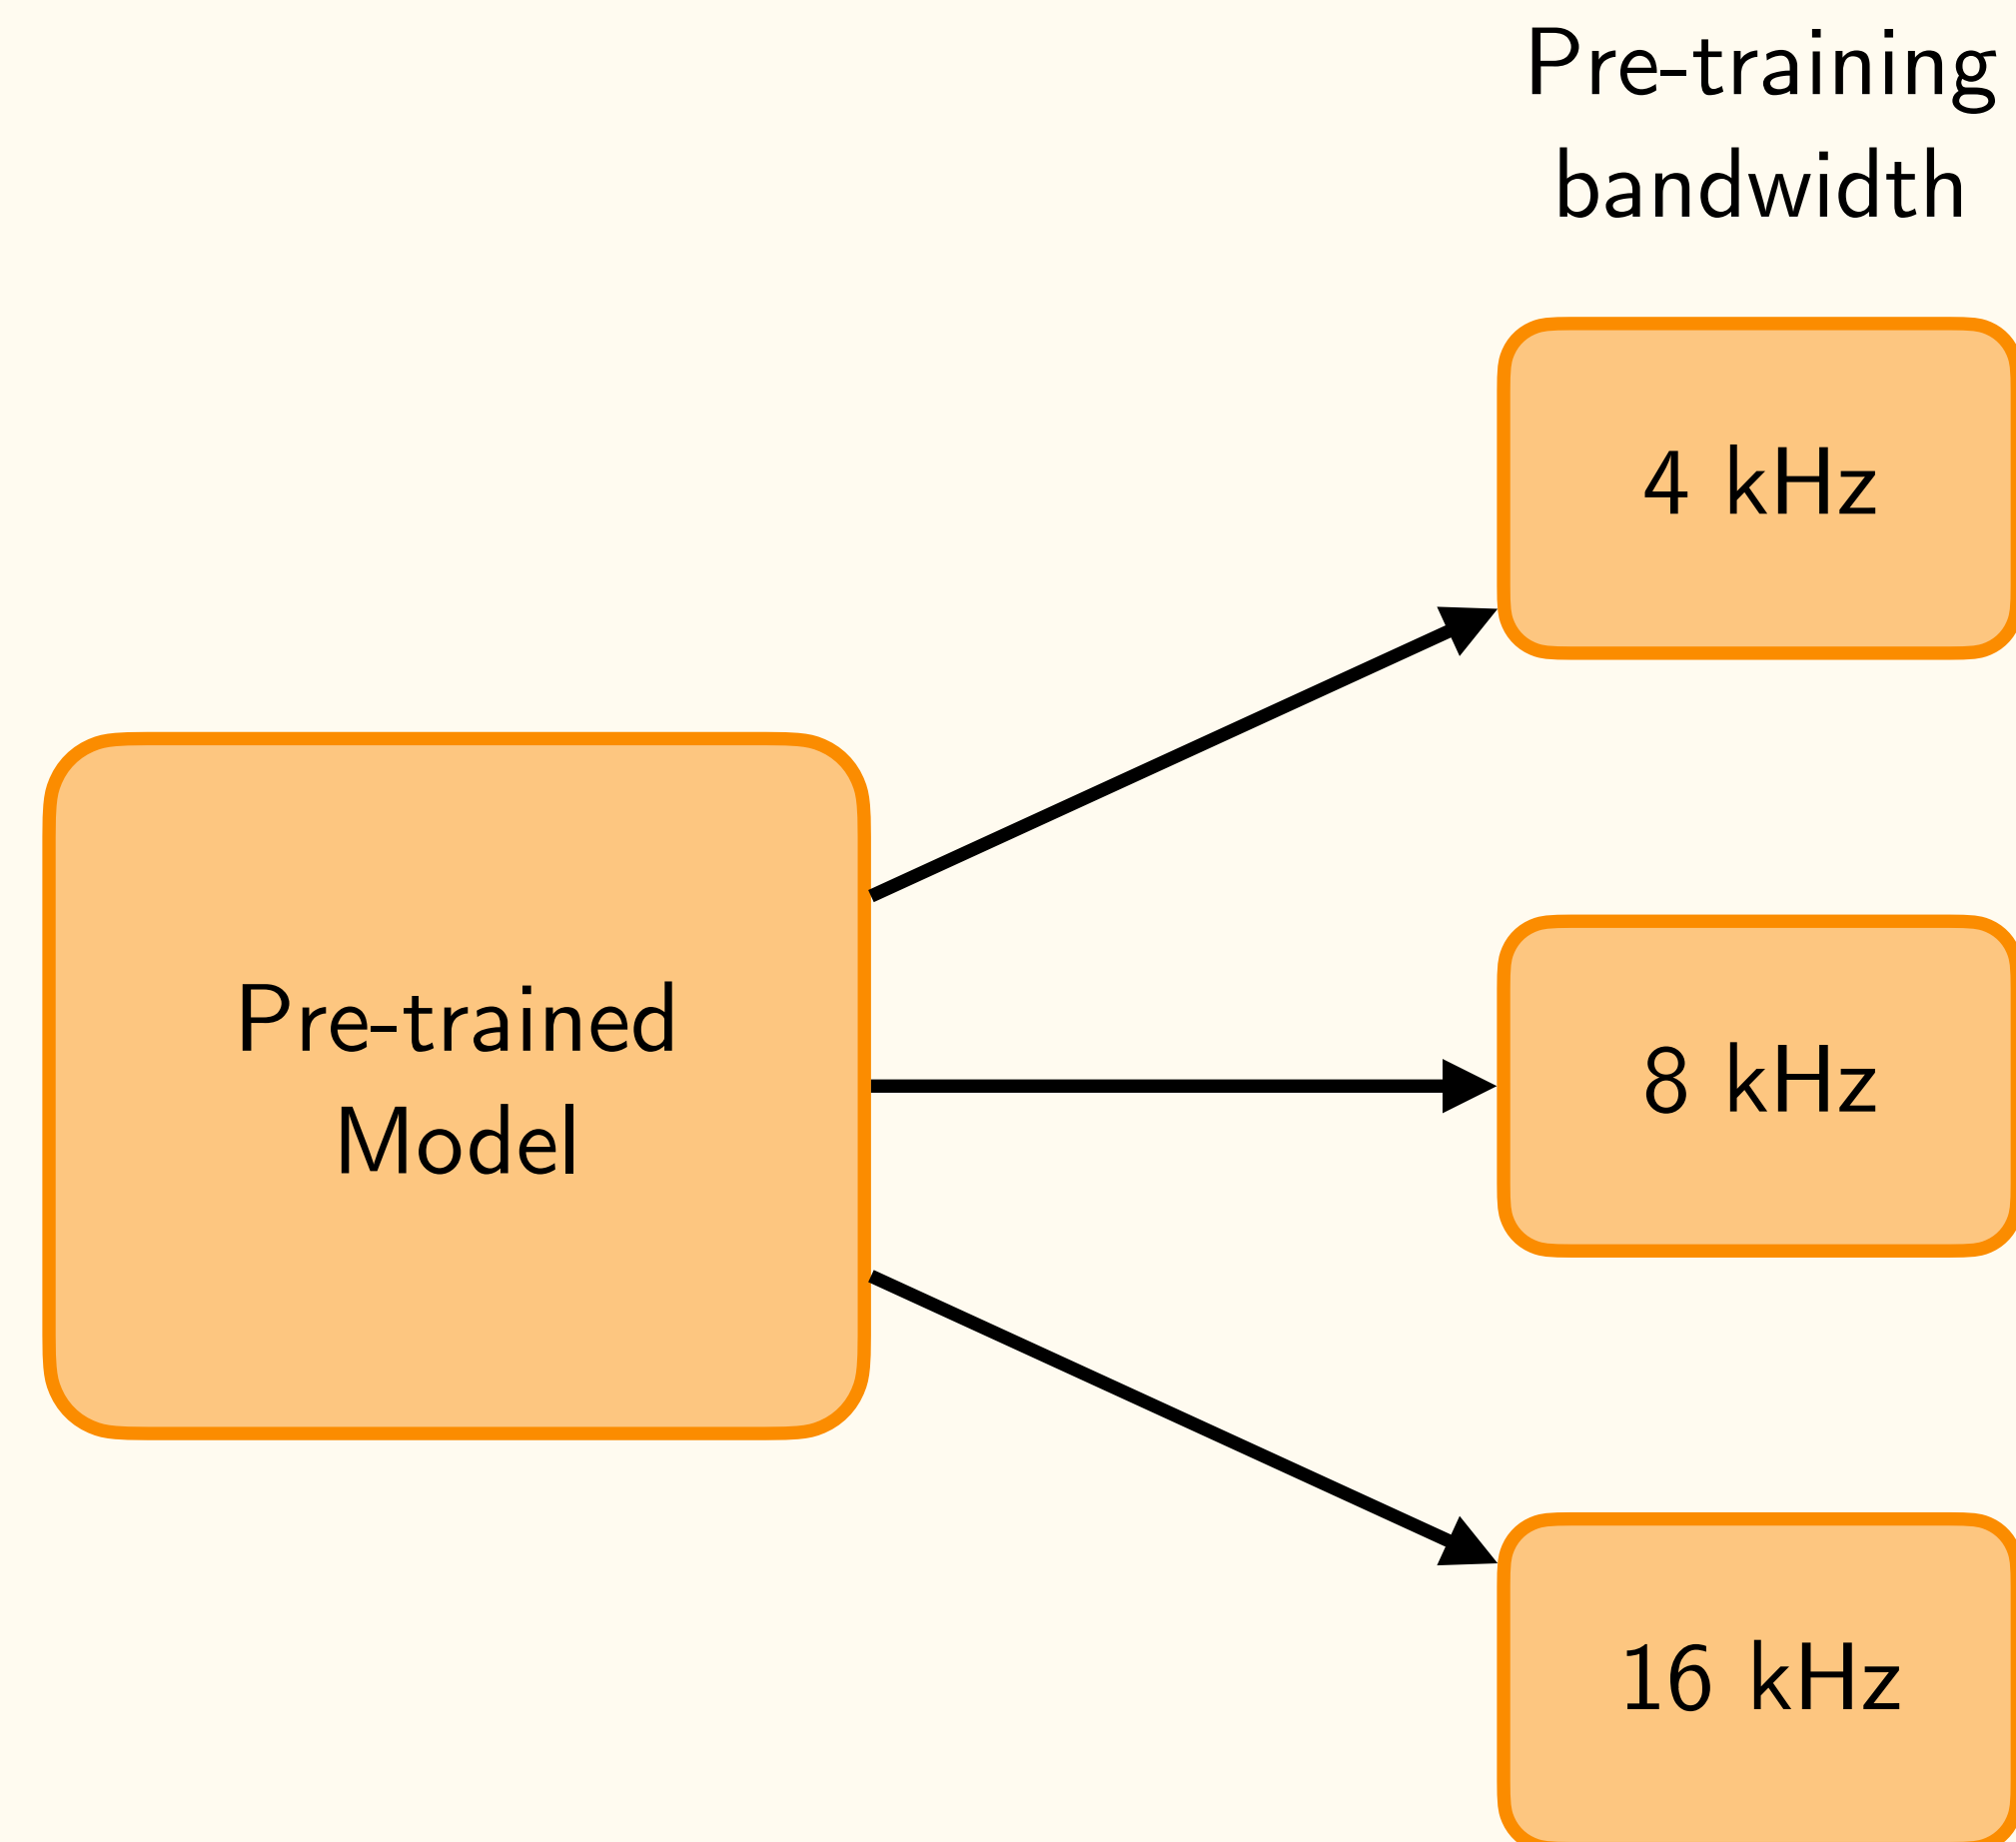 Pre-training
bandwidth
4 kHz
Pre-trained
Model
8 kHz
16 kHz